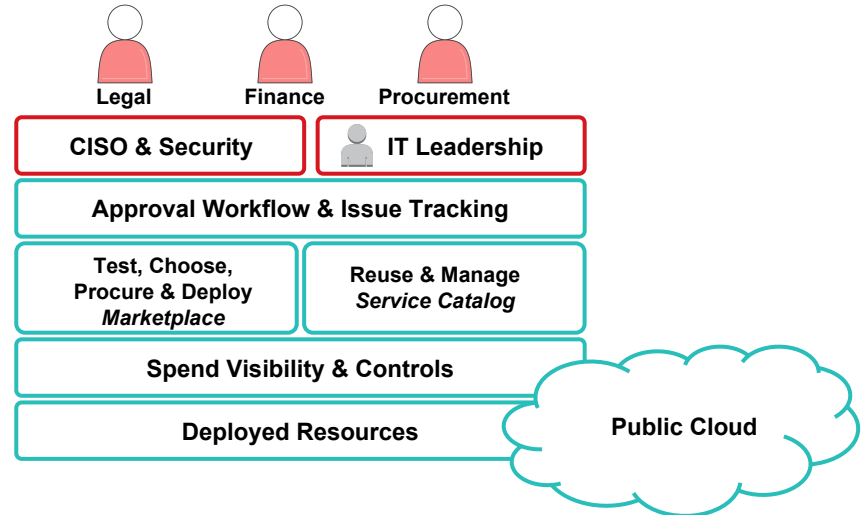 Legal
Finance
Procurement
CISO & Security
IT Leadership
Approval Workflow & Issue Tracking
Test, Choose,
Procure & Deploy
Marketplace
Reuse & Manage
Service Catalog
Spend Visibility & Controls
Deployed Resources
Public Cloud